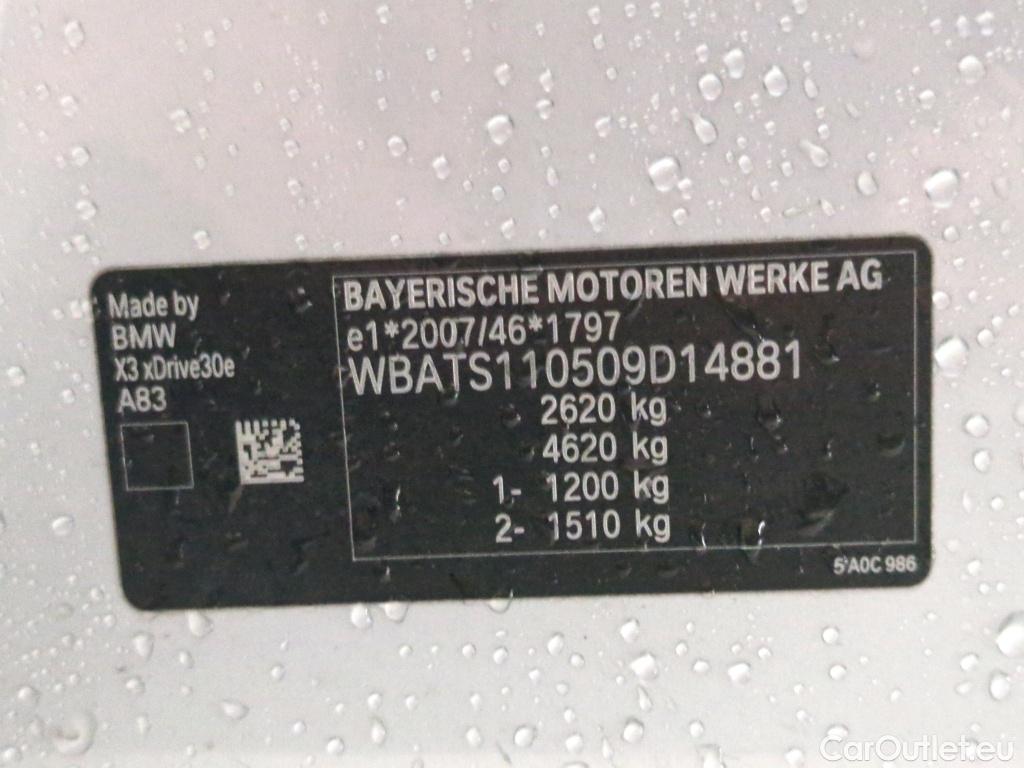 Made by
BMW
X3 xDrive30e
A83
BAYERISCHE MOTOREN WERKE AG
e1*2007/46*1797
WBATS110509D14881
2620 kg
4620 kg
1- 1200 kg
2- 1510 kg
5'A0C 986
CarOutlet.eu